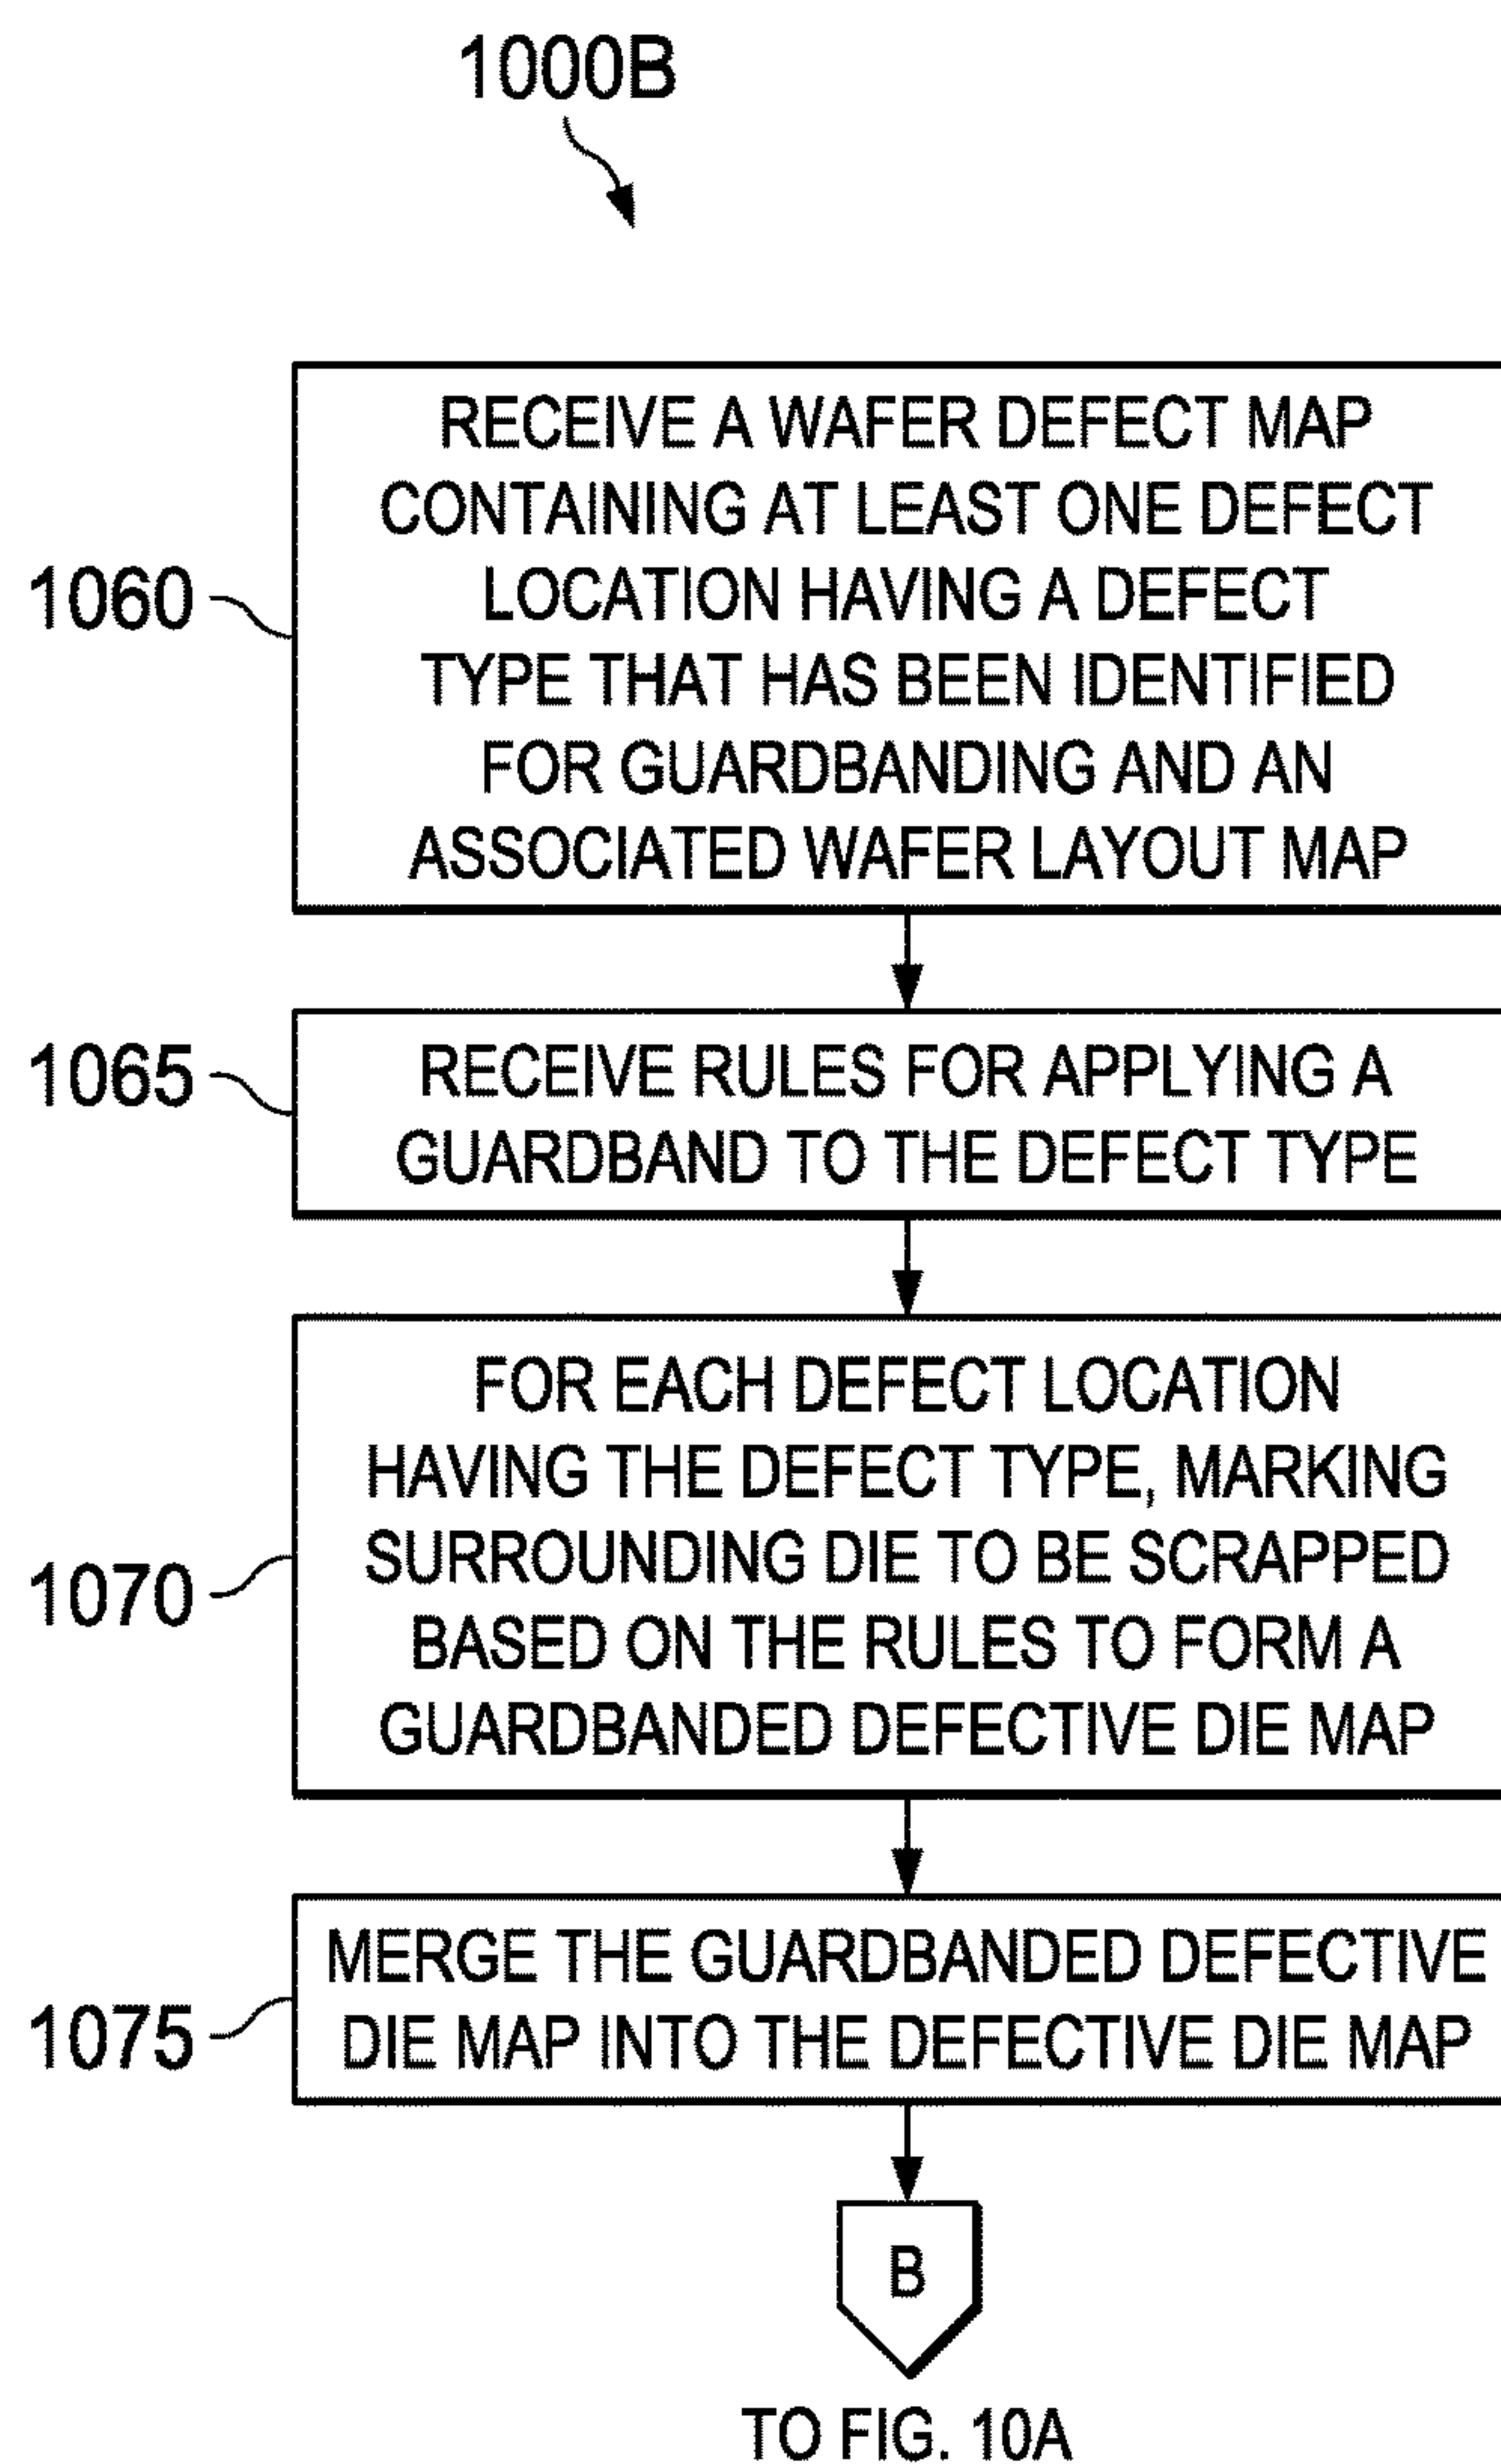 1000B
1060
RECEIVE A WAFER DEFECT MAP
CONTAINING AT LEAST ONE DEFECT
LOCATION HAVING A DEFECT
TYPE THAT HAS BEEN IDENTIFIED
FOR GUARDBANDING AND AN
ASSOCIATED WAFER LAYOUT MAP
1065
RECEIVE RULES FOR APPLYING A
GUARDBAND TO THE DEFECT TYPE
1070
FOR EACH DEFECT LOCATION
HAVING THE DEFECT TYPE, MARKING
SURROUNDING DIE TO BE SCRAPPED
BASED ON THE RULES TO FORM A
GUARDBANDED DEFECTIVE DIE MAP
1075
MERGE THE GUARDBANDED DEFECTIVE
DIE MAP INTO THE DEFECTIVE DIE MAP
B
TO FIG. 10A